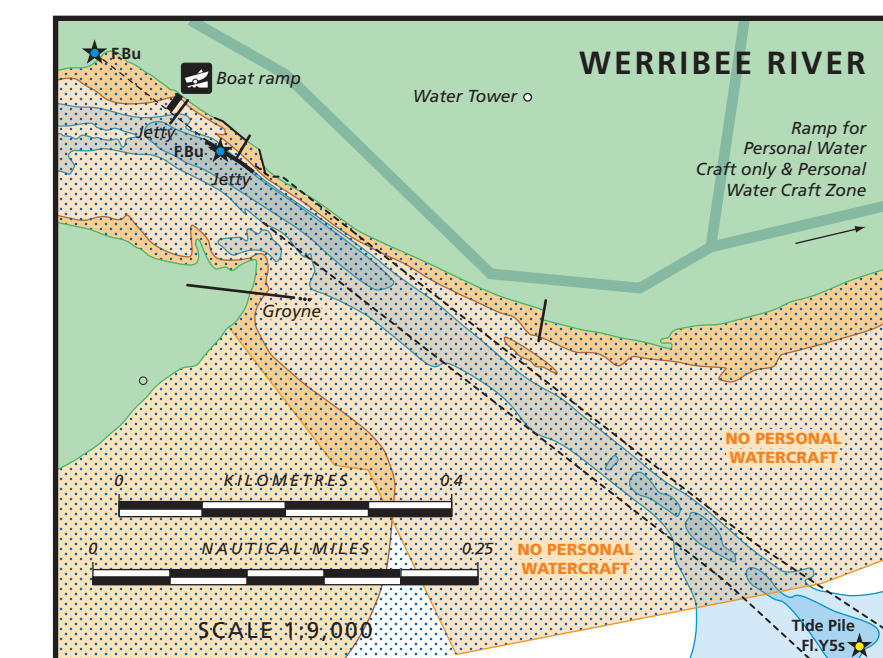 F.Bu
WERRIBEE RIVER
Boat ramp
Water Tower
Jetty
F.Bu
Jetty
Ramp for
Personal Water
Craft only & Personal
Water Craft Zone
Groyne
NO PERSONAL
WATERCRAFT
0 KILOMETRES 0.4
0 NAUTICAL MILES 0.25
NO PERSONAL
WATERCRAFT
SCALE 1:9,000
Tide Pile
Fl.Y5s